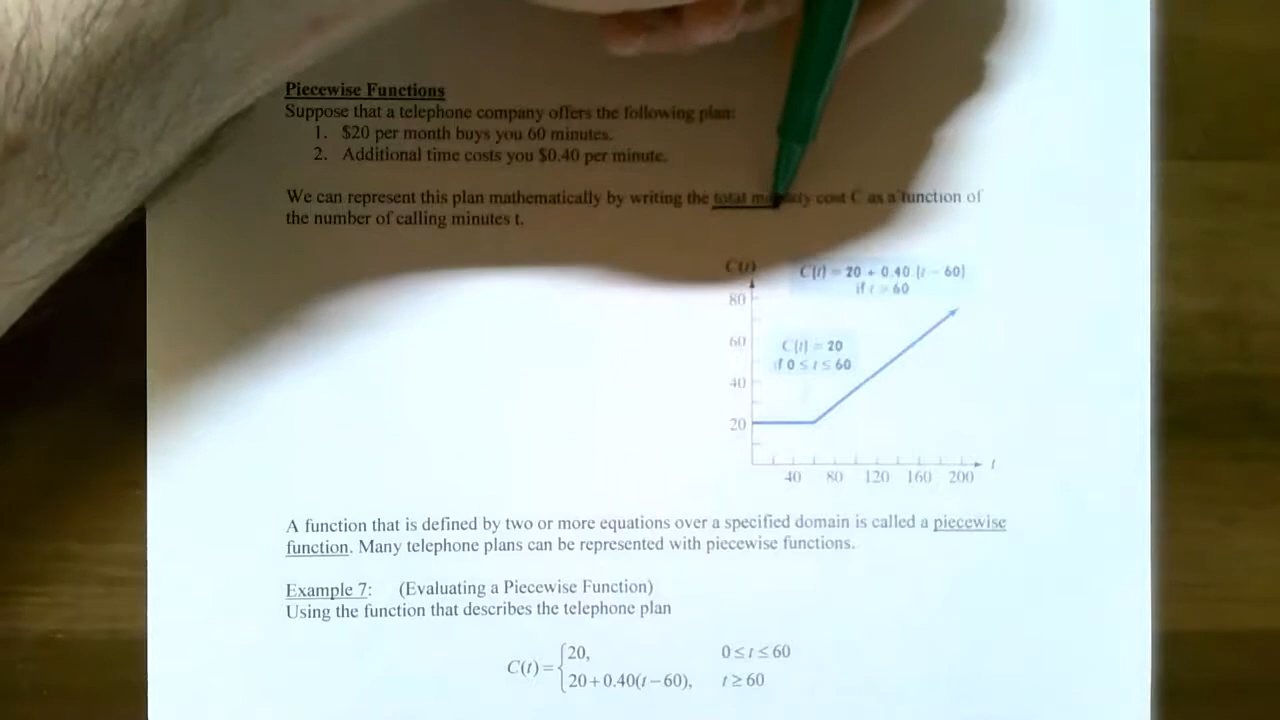 Piecewise Functions
Suppose that a telephone company offers the following plan:
1. $20 per month buys you 60 minutes.
2. Additional time costs you $0.40 per minute.
We can represent this plan mathematically by writing the total cost C as a function of
the number of calling minutes t.
C(t)
C(t) = 20 + 0.40 (t − 60)
if t > 60
80
60
C(t) = 20
if 0 ≤ t ≤ 60
40
20
40 80 120 160 200 t
A function that is defined by two or more equations over a specified domain is called a piecewise
function. Many telephone plans can be represented with piecewise functions.
Example 7: (Evaluating a Piecewise Function)
Using the function that describes the telephone plan
C(t) = { 20, 0 ≤ t ≤ 60
20 + 0.40(t − 60), t ≥ 60